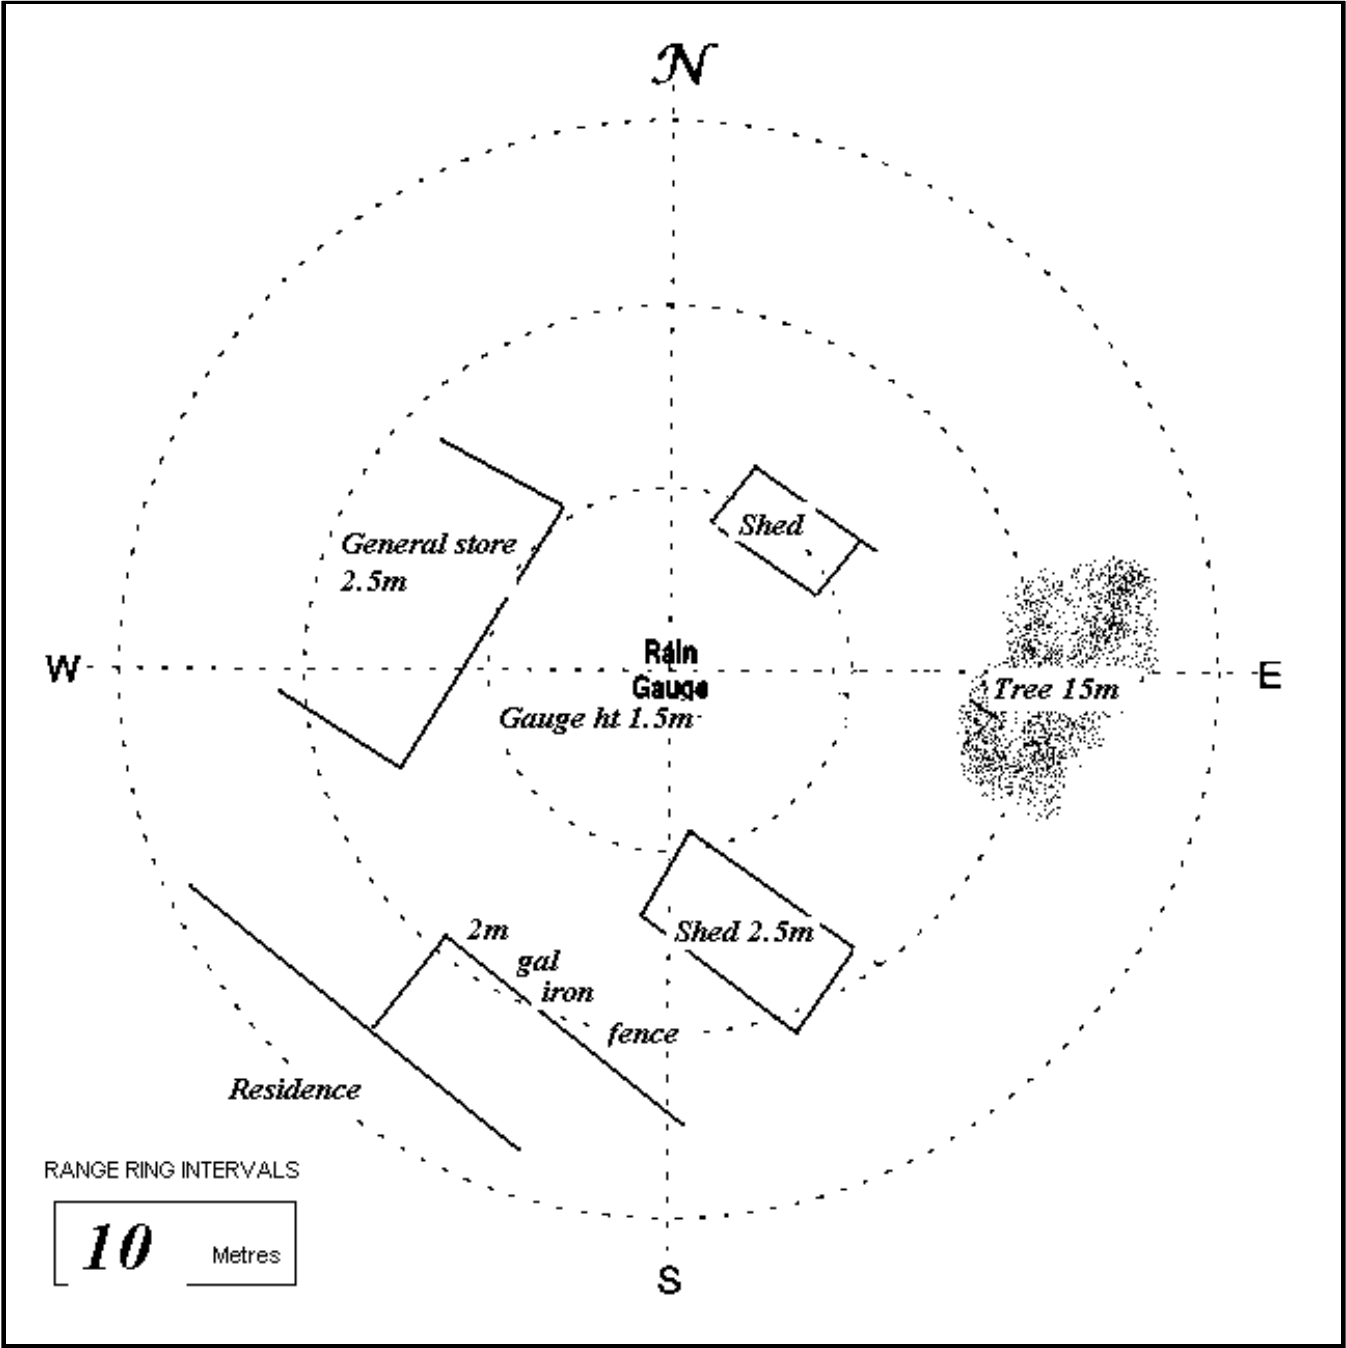 N
Shed
General store
2.5m
Rain
W
E
Gauge
Tree 15m
Gauge ht 1.5m
2m
Shed 2.5m
gal
iron
fence
Residence
RANGE RING INTERVALS
10 Metres
S